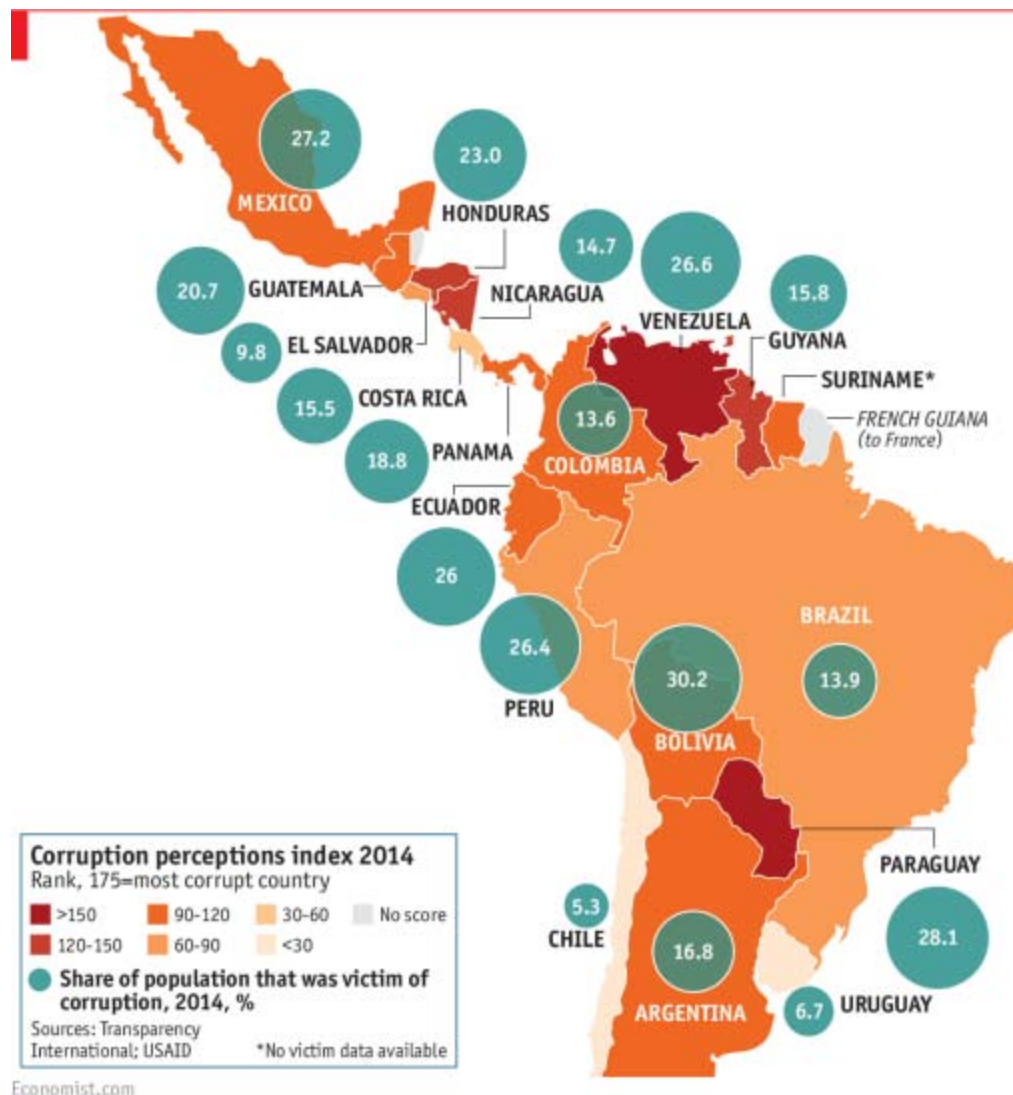 27.2
MEXICO
23.0
HONDURAS
14.7
26.6
15.8
20.7
GUATEMALA
NICARAGUA
VENEZUELA
GUYANA
9.8
EL SALVADOR
SURINAME*
15.5
COSTA RICA
13.6
FRENCH GUIANA
(to France)
18.8
PANAMA
COLOMBIA
ECUADOR
26
BRAZIL
26.4
30.2
13.9
PERU
BOLIVIA
PARAGUAY
28.1
5.3
CHILE
16.8
ARGENTINA
6.7
URUGUAY
Corruption perceptions index 2014
Rank, 175=most corrupt country
>150 90-120 30-60 No score
120-150 60-90 <30
Share of population that was victim of
corruption, 2014, %
Sources: Transparency
International; USAID *No victim data available
Economist.com